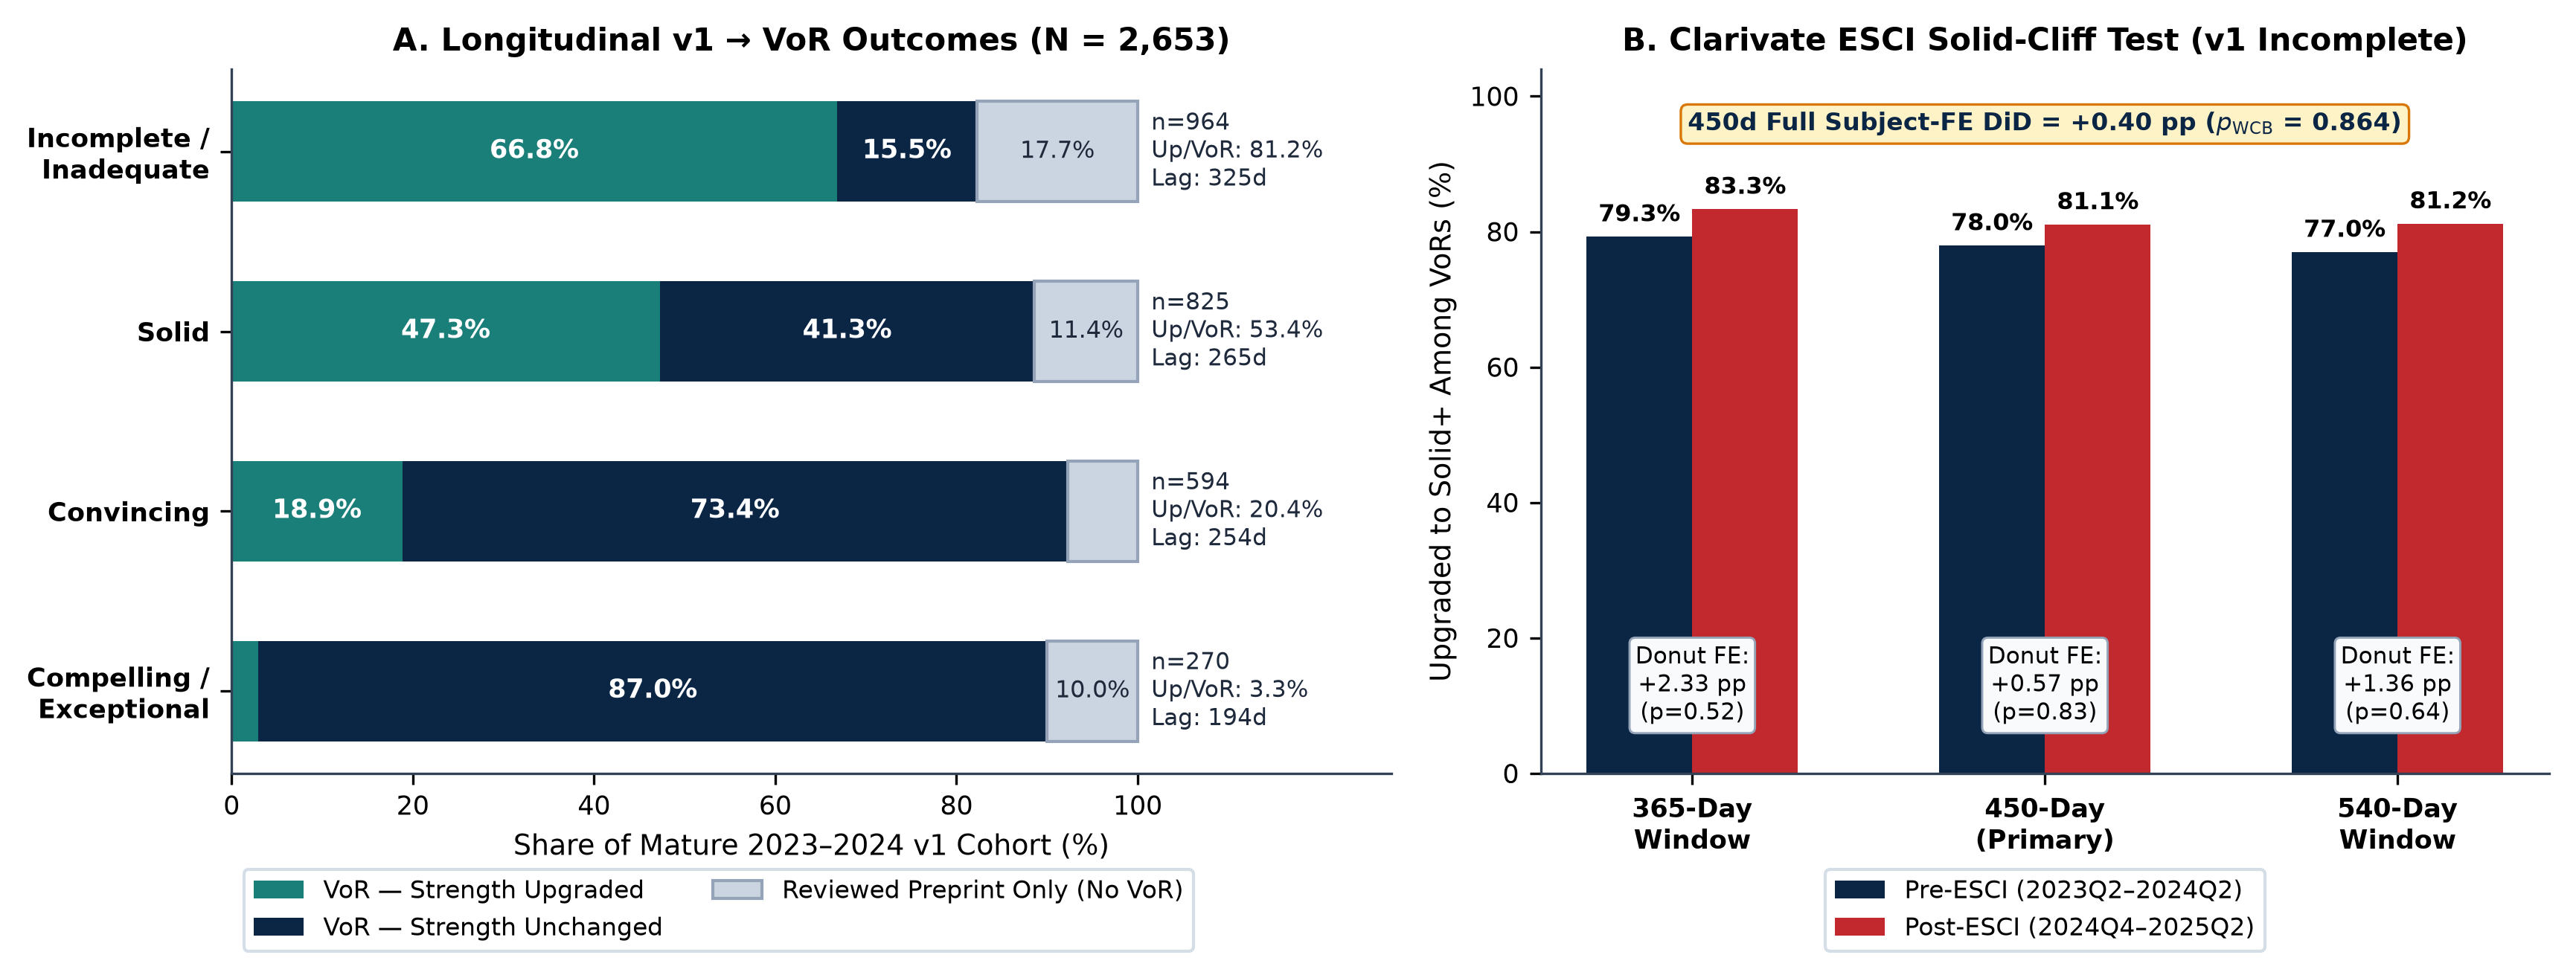 A. Longitudinal v1 → VoR Outcomes (N = 2,653)
Incomplete /
Inadequate
66.8%
15.5%
17.7%
n=964
Up/VoR: 81.2%
Lag: 325d
Solid
47.3%
41.3%
11.4%
n=825
Up/VoR: 53.4%
Lag: 265d
Convincing
18.9%
73.4%
n=594
Up/VoR: 20.4%
Lag: 254d
Compelling /
Exceptional
87.0%
10.0%
n=270
Up/VoR: 3.3%
Lag: 194d
0
20
40
60
80
100
Share of Mature 2023–2024 v1 Cohort (%)
VoR — Strength Upgraded
VoR — Strength Unchanged
Reviewed Preprint Only (No VoR)
B. Clarivate ESCI Solid-Cliff Test (v1 Incomplete)
Upgraded to Solid+ Among VoRs (%)
100
80
60
40
20
0
450d Full Subject-FE DiD = +0.40 pp (pWCB = 0.864)
79.3%
83.3%
78.0%
81.1%
77.0%
81.2%
Donut FE:
+2.33 pp
(p=0.52)
Donut FE:
+0.57 pp
(p=0.83)
Donut FE:
+1.36 pp
(p=0.64)
365-Day
Window
450-Day
(Primary)
540-Day
Window
Pre-ESCI (2023Q2–2024Q2)
Post-ESCI (2024Q4–2025Q2)